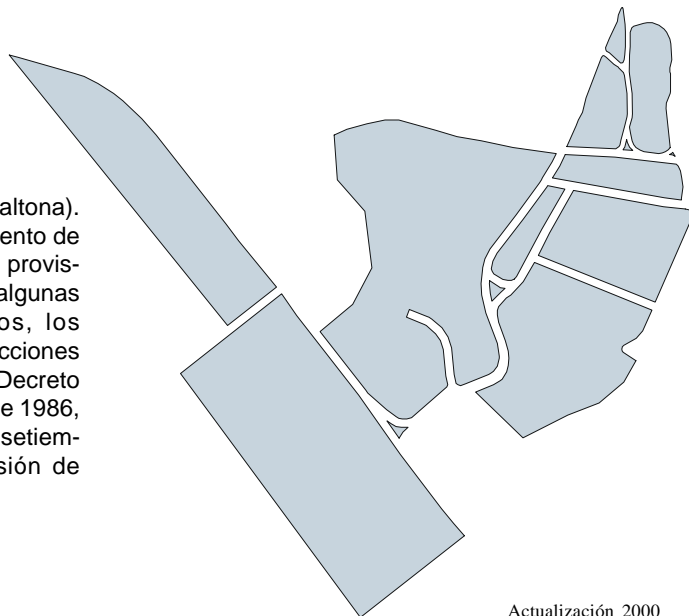 altona).
ento de
provis-
algunas
os, los
cciones
Decreto
e 1986,
setiem-
sión de
Actualización 2000